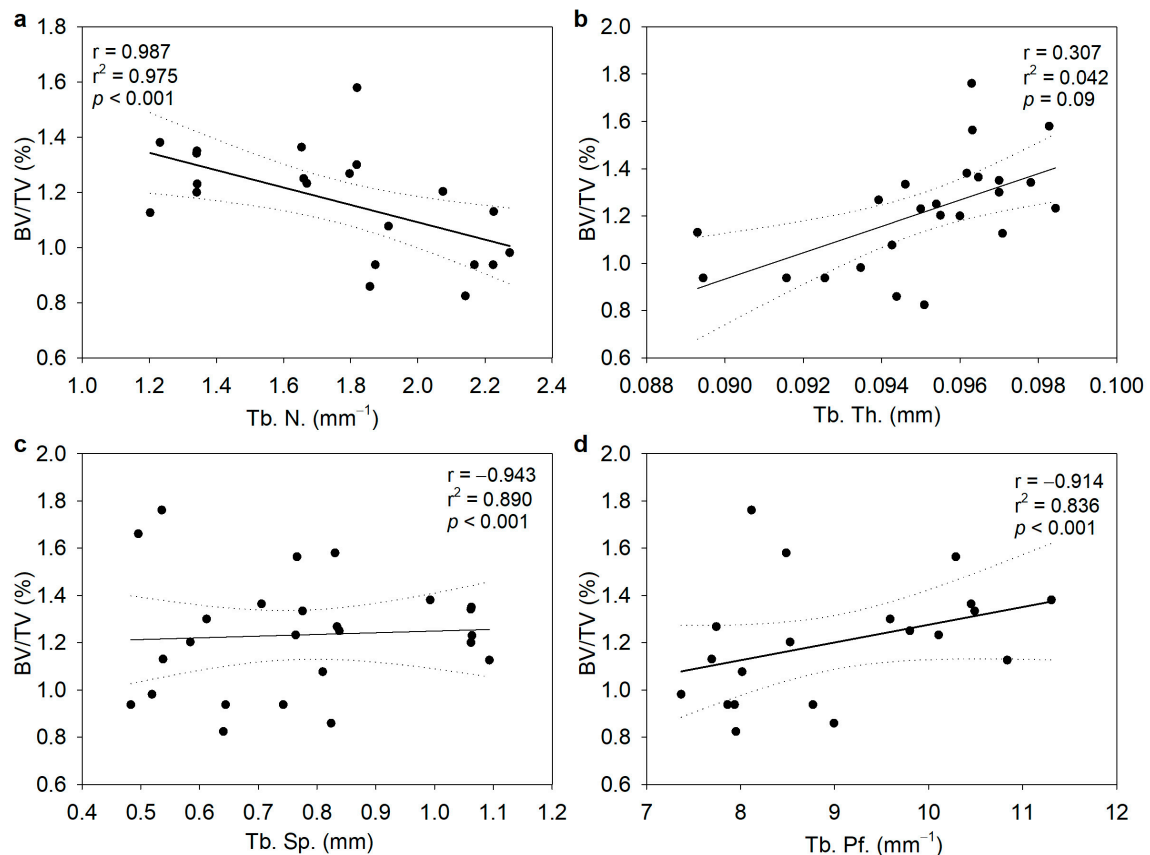 a
r = 0.987
r² = 0.975
p < 0.001
BV/TV (%)
1.8
1.6
1.4
1.2
1.0
0.8
0.6
1.0 1.2 1.4 1.6 1.8 2.0 2.2 2.4
Tb. N. (mm⁻¹)
b
r = 0.307
r² = 0.042
p = 0.09
BV/TV (%)
2.0
1.8
1.6
1.4
1.2
1.0
0.8
0.6
0.088 0.090 0.092 0.094 0.096 0.098 0.100
Tb. Th. (mm)
c
r = −0.943
r² = 0.890
p < 0.001
BV/TV (%)
2.0
1.8
1.6
1.4
1.2
1.0
0.8
0.6
0.4 0.5 0.6 0.7 0.8 0.9 1.0 1.1 1.2
Tb. Sp. (mm)
d
r = −0.914
r² = 0.836
p < 0.001
BV/TV (%)
2.0
1.8
1.6
1.4
1.2
1.0
0.8
0.6
7 8 9 10 11 12
Tb. Pf. (mm⁻¹)